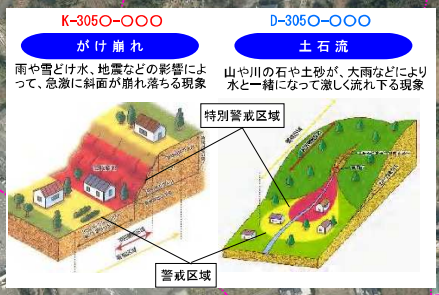 K-305〇-〇〇〇
がけ崩れ
雨や雪どけ水、地震などの影響によ
って、急激に斜面が崩れ落ちる現象
D-305〇-〇〇〇
土石流
山や川の石や土砂が、大雨などにより
水と一緒になって激しく流れ下る現象
特別警戒区域
警戒区域